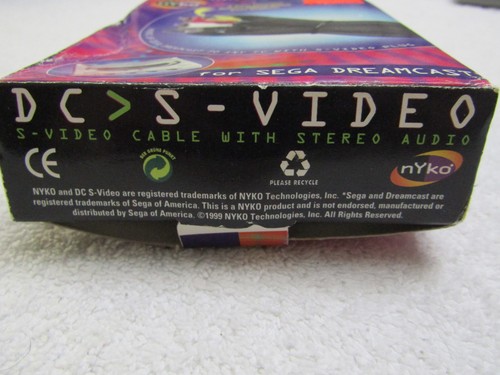 for SEGA DREAMCAST
DC>S-VIDEO
S-VIDEO CABLE WITH STEREO AUDIO
CE
PLEASE RECYCLE
nyko
NYKO and DC S-Video are registered trademarks of NYKO Technologies, Inc. *Sega and Dreamcast are
registered trademarks of Sega of America. This is a NYKO product and is not endorsed, manufactured or
distributed by Sega of America. ©1999 NYKO Technologies, Inc. All Rights Reserved.